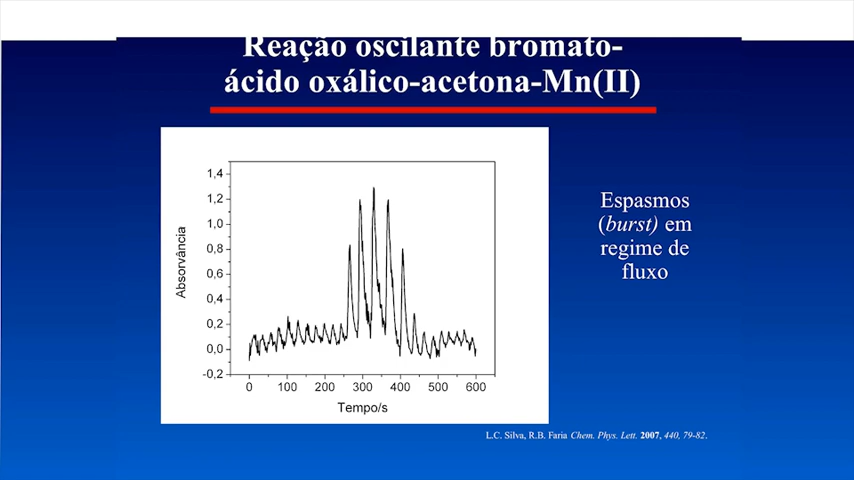 Reação oscilante bromato-
ácido oxálico-acetona-Mn(II)
1,4
1,2
1,0
0,8
0,6
0,4
0,2
0,0
-0,2
Absorvância
0 100 200 300 400 500 600
Tempo/s
Espasmos
(burst) em
regime de
fluxo
L.C. Silva, R.B. Faria Chem. Phys. Lett. 2007, 440, 79-82.